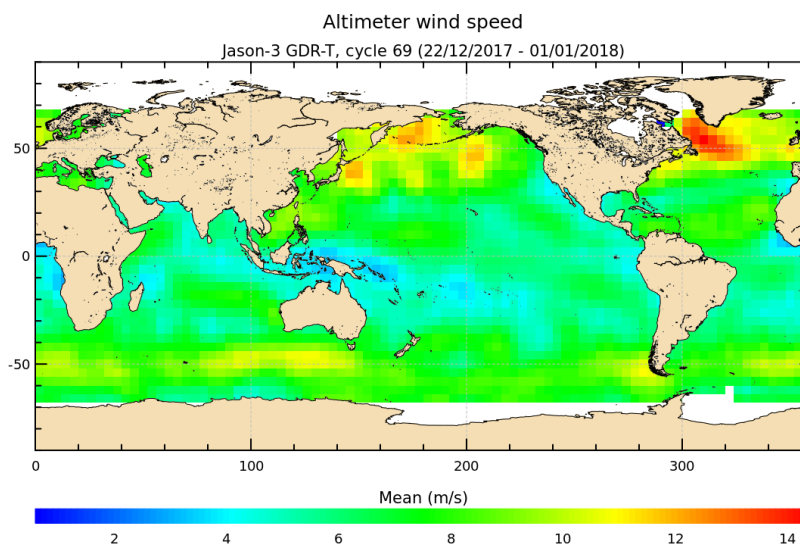 Altimeter wind speed
Jason-3 GDR-T, cycle 69 (22/12/2017 - 01/01/2018)
50
0
-50
0 100 200 300
Mean (m/s)
2 4 6 8 10 12 14